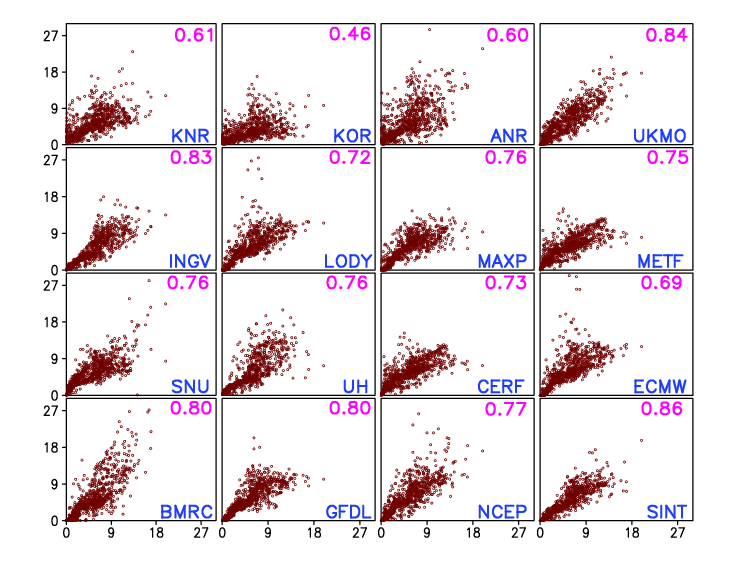 27 0.61 0.46 0.60 0.84
18
9
0 KNR KOR ANR UKMO
27 0.83 0.72 0.76 0.75
18
9
0 INGV LODY MAXP METF
27 0.76 0.76 0.73 0.69
18
9
0 SNU UH CERF ECMW
27 0.80 0.80 0.77 0.86
18
9
0 BMRC GFDL NCEP SINT
0 9 18 27 0 9 18 27 0 9 18 27 0 9 18 27